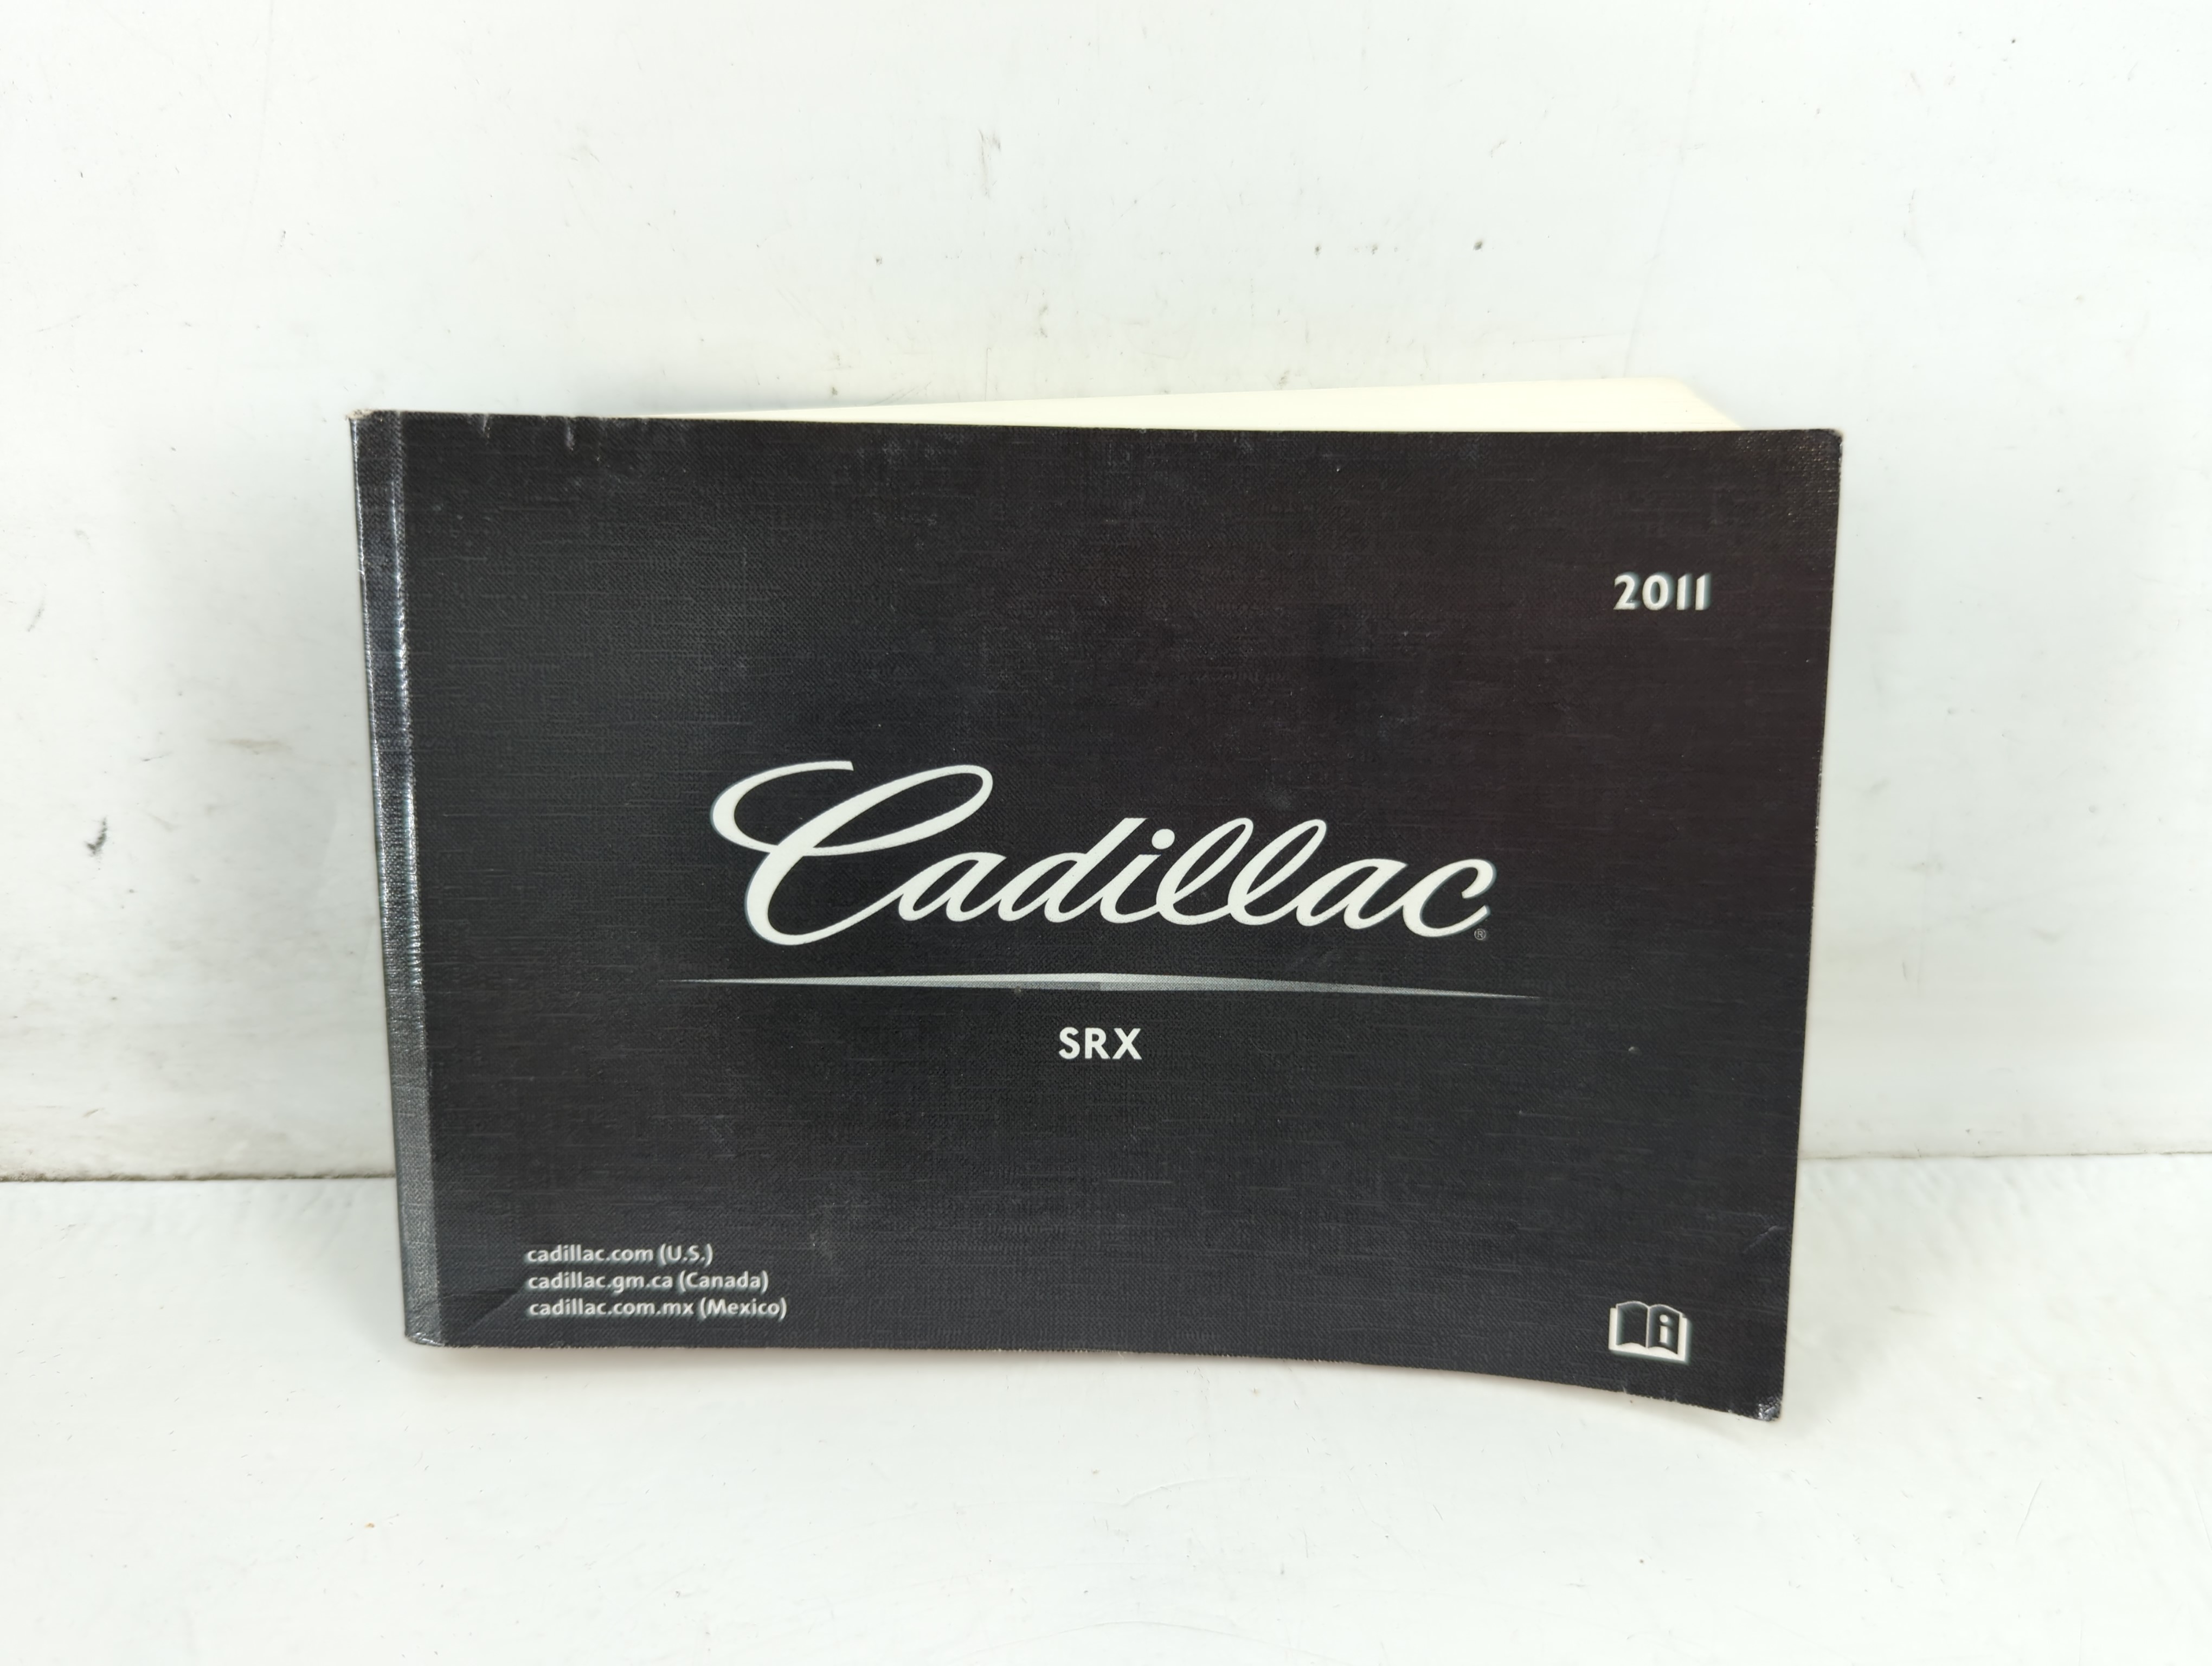 2011
Cadillac®
SRX
cadillac.com (U.S.)
cadillac.gm.ca (Canada)
cadillac.com.mx (Mexico)
i